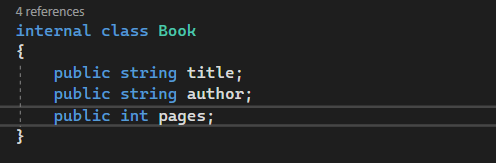 4 references
internal class Book
{
    public string title;
    public string author;
    public int pages;
}